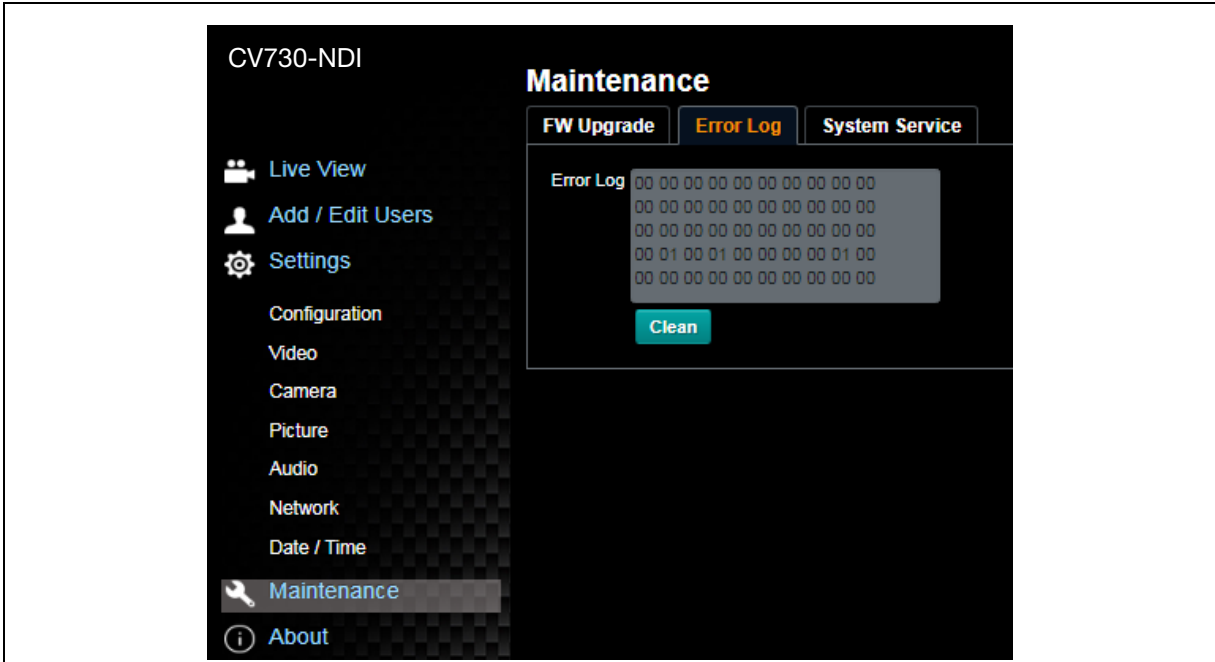 CV730-NDI
Live View
Add / Edit Users
Settings
Configuration
Video
Camera
Picture
Audio
Network
Date / Time
Maintenance
About
Maintenance
FW Upgrade Error Log System Service
Error Log 00 00 00 00 00 00 00 00 00 00
00 00 00 00 00 00 00 00 00 00
00 00 00 00 00 00 00 00 00 00
00 01 00 01 00 00 00 00 01 00
00 00 00 00 00 00 00 00 00 00
Clean